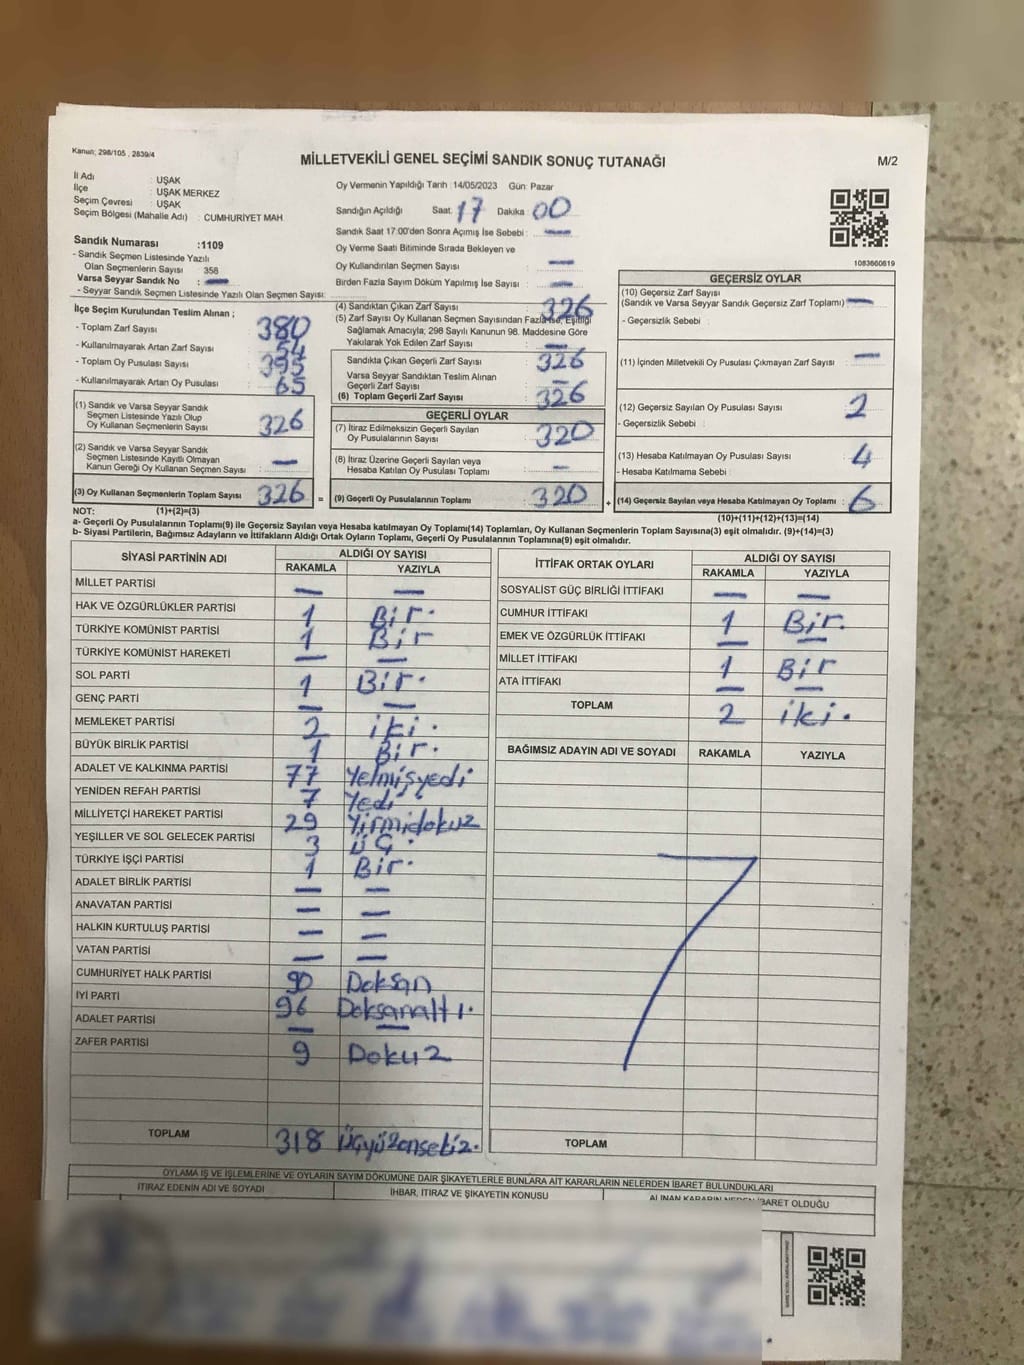 Kanun; 298/105 , 2839/4
MİLLETVEKİLİ GENEL SEÇİMİ SANDIK SONUÇ TUTANAĞI
M/2
İl Adı : UŞAK
İlçe : UŞAK MERKEZ
Seçim Çevresi : UŞAK
Seçim Bölgesi (Mahalle Adı) : CUMHURİYET MAH
Oy Vermenin Yapıldığı Tarih :14/05/2023 Gün: Pazar
Sandığın Açıldığı Saat: 17 Dakika : 00
Sandık Saat 17:00'den Sonra Açımış İse Sebebi : —
Oy Verme Saati Bitiminde Sırada Bekleyen ve
Oy Kullandırılan Seçmen Sayısı —
Birden Fazla Sayım Döküm Yapılmış İse Sayısı : —
1083660819
Sandık Numarası :1109
- Sandık Seçmen Listesinde Yazılı
Olan Seçmenlerin Sayısı 358
Varsa Seyyar Sandık No : —
- Seyyar Sandık Seçmen Listesinde Yazılı Olan Seçmen Sayısı:
İlçe Seçim Kurulundan Teslim Alınan ;
- Toplam Zarf Sayısı : 380
- Kullanılmayarak Artan Zarf Sayısı : 54
- Toplam Oy Pusulası Sayısı : 395
- Kullanılmayarak Artan Oy Pusulası : 65
(1) Sandık ve Varsa Seyyar Sandık
Seçmen Listesinde Yazılı Olup
Oy Kullanan Seçmenlerin Sayısı : 326
(2) Sandık ve Varsa Seyyar Sandık
Seçmen Listesinde Kayıtlı Olmayan
Kanun Gereği Oy Kullanan Seçmen Sayısı : —
(3) Oy Kullanan Seçmenlerin Toplam Sayısı : 326 =
(4) Sandıktan Çıkan Zarf Sayısı : 326
(5) Zarf Sayısı Oy Kullanan Seçmen Sayısından Fazla İse, Eşitliği
Sağlamak Amacıyla; 298 Sayılı Kanunun 98. Maddesine Göre
Yakılarak Yok Edilen Zarf Sayısı : —
Sandıkta Çıkan Geçerli Zarf Sayısı : 326
Varsa Seyyar Sandıktan Teslim Alınan
Geçerli Zarf Sayısı : —
(6) Toplam Geçerli Zarf Sayısı : 326
GEÇERLİ OYLAR
(7) İtiraz Edilmeksizin Geçerli Sayılan
Oy Pusulalarının Sayısı : 320
(8) İtiraz Üzerine Geçerli Sayılan veya
Hesaba Katılan Oy Pusulası Toplamı : —
(9) Geçerli Oy Pusulalarının Toplamı : 320 +
GEÇERSİZ OYLAR
(10) Geçersiz Zarf Sayısı
(Sandık ve Varsa Seyyar Sandık Geçersiz Zarf Toplamı) : —
- Geçersizlik Sebebi :
(11) İçinden Milletvekili Oy Pusulası Çıkmayan Zarf Sayısı : —
(12) Geçersiz Sayılan Oy Pusulası Sayısı : 2
- Geçersizlik Sebebi :
(13) Hesaba Katılmayan Oy Pusulası Sayısı : 4
- Hesaba Katılmama Sebebi :
(14) Geçersiz Sayılan veya Hesaba Katılmayan Oy Toplamı : 6
NOT: (1)+(2)=(3) (10)+(11)+(12)+(13)=(14)
a- Geçerli Oy Pusulalarının Toplamı(9) ile Geçersiz Sayılan veya Hesaba katılmayan Oy Toplamı(14) Toplamları, Oy Kullanan Seçmenlerin Toplam Sayısına(3) eşit olmalıdır. (9)+(14)=(3)
b- Siyasi Partilerin, Bağımsız Adayların ve İttifakların Aldığı Ortak Oyların Toplamı, Geçerli Oy Pusulalarının Toplamına(9) eşit olmalıdır.
SİYASİ PARTİNİN ADI ALDIĞI OY SAYISI
RAKAMLA YAZIYLA
MİLLET PARTİSİ — —
HAK VE ÖZGÜRLÜKLER PARTİSİ 1 Bir.
TÜRKİYE KOMÜNİST PARTİSİ 1 Bir
TÜRKİYE KOMÜNİST HAREKETİ — —
SOL PARTİ 1 Bir.
GENÇ PARTİ — —
MEMLEKET PARTİSİ 2 iki.
BÜYÜK BİRLİK PARTİSİ 1 Bir.
ADALET VE KALKINMA PARTİSİ 77 Yetmişyedi
YENİDEN REFAH PARTİSİ 7 Yedi
MİLLİYETÇİ HAREKET PARTİSİ 29 Yirmidokuz
YEŞİLLER VE SOL GELECEK PARTİSİ 3 ÜÇ.
TÜRKİYE İŞÇİ PARTİSİ 1 Bir.
ADALET BİRLİK PARTİSİ — —
ANAVATAN PARTİSİ — —
HALKIN KURTULUŞ PARTİSİ — —
VATAN PARTİSİ — —
CUMHURİYET HALK PARTİSİ 90 Doksan
İYİ PARTİ 96 Doksanaltı.
ADALET PARTİSİ — —
ZAFER PARTİSİ 9 Dokuz
TOPLAM 318 Üçyüzonsekiz.
İTTİFAK ORTAK OYLARI ALDIĞI OY SAYISI
RAKAMLA YAZIYLA
SOSYALİST GÜÇ BİRLİĞİ İTTİFAKI — —
CUMHUR İTTİFAKI 1 Bir.
EMEK VE ÖZGÜRLÜK İTTİFAKI — —
MİLLET İTTİFAKI 1 Bir
ATA İTTİFAKI — —
TOPLAM 2 iki.
BAĞIMSIZ ADAYIN ADI VE SOYADI RAKAMLA YAZIYLA
TOPLAM
OYLAMA İŞ VE İŞLEMLERİNE VE OYLARIN SAYIM DÖKÜMÜNE DAİR ŞİKAYETLERLE BUNLARA AİT KARARLARIN NELERDEN İBARET BULUNDUKLARI
İTİRAZ EDENİN ADI VE SOYADI İHBAR, İTİRAZ VE ŞİKAYETİN KONUSU ALINAN KARARIN NEDEN İBARET OLDUĞU